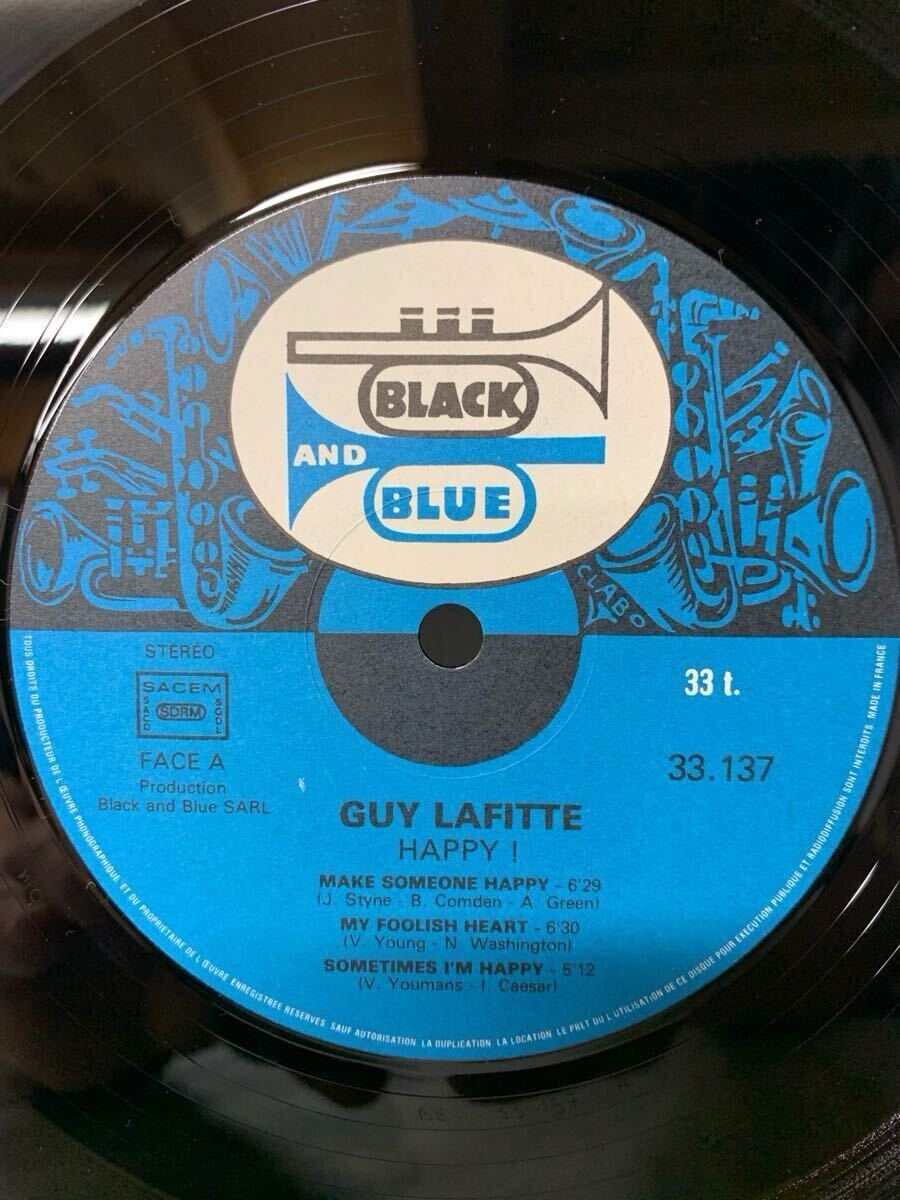 BLACK
AND
BLUE
CLABO
STÉRÉO
SACEM
SACD
SDRM
SGDL
FACE A
Production
Black and Blue SARL
33 t.
33.137
GUY LAFITTE
HAPPY !
MAKE SOMEONE HAPPY - 6'29
(J. Styne - B. Comden - A. Green)
MY FOOLISH HEART - 6'30
(V. Young - N. Washington)
SOMETIMES I'M HAPPY - 5'12
(V. Youmans - I. Caesar)
TOUS DROITS DU PRODUCTEUR DE L'ŒUVRE PHONOGRAPHIQUE ET DU PROPRIETAIRE DE L'ŒUVRE ENREGISTREE RESERVES SAUF AUTORISATION LA DUPLICATION LA LOCATION LE PRET OU L'UTILISATION DE CE DISQUE POUR EXECUTION PUBLIQUE ET RADIODIFFUSION SONT INTERDITS MADE IN FRANCE